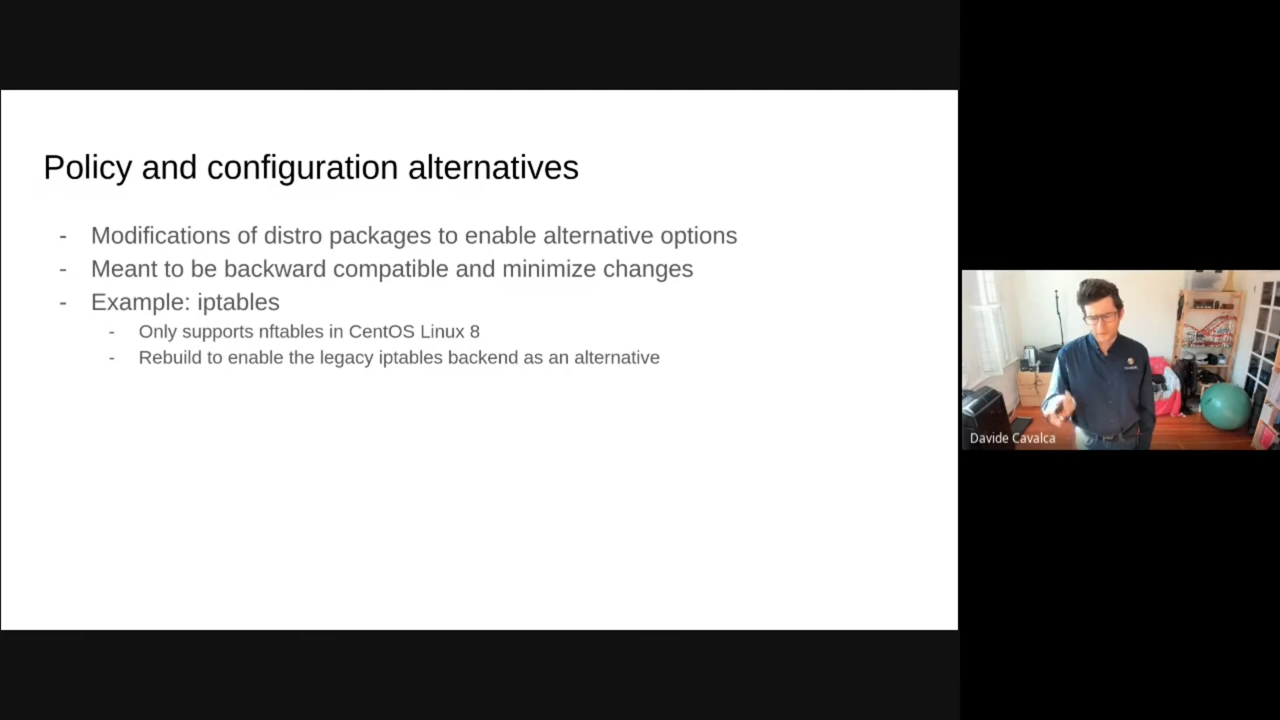 Policy and configuration alternatives
- Modifications of distro packages to enable alternative options
- Meant to be backward compatible and minimize changes
- Example: iptables
- Only supports nftables in CentOS Linux 8
- Rebuild to enable the legacy iptables backend as an alternative
Davide Cavalca